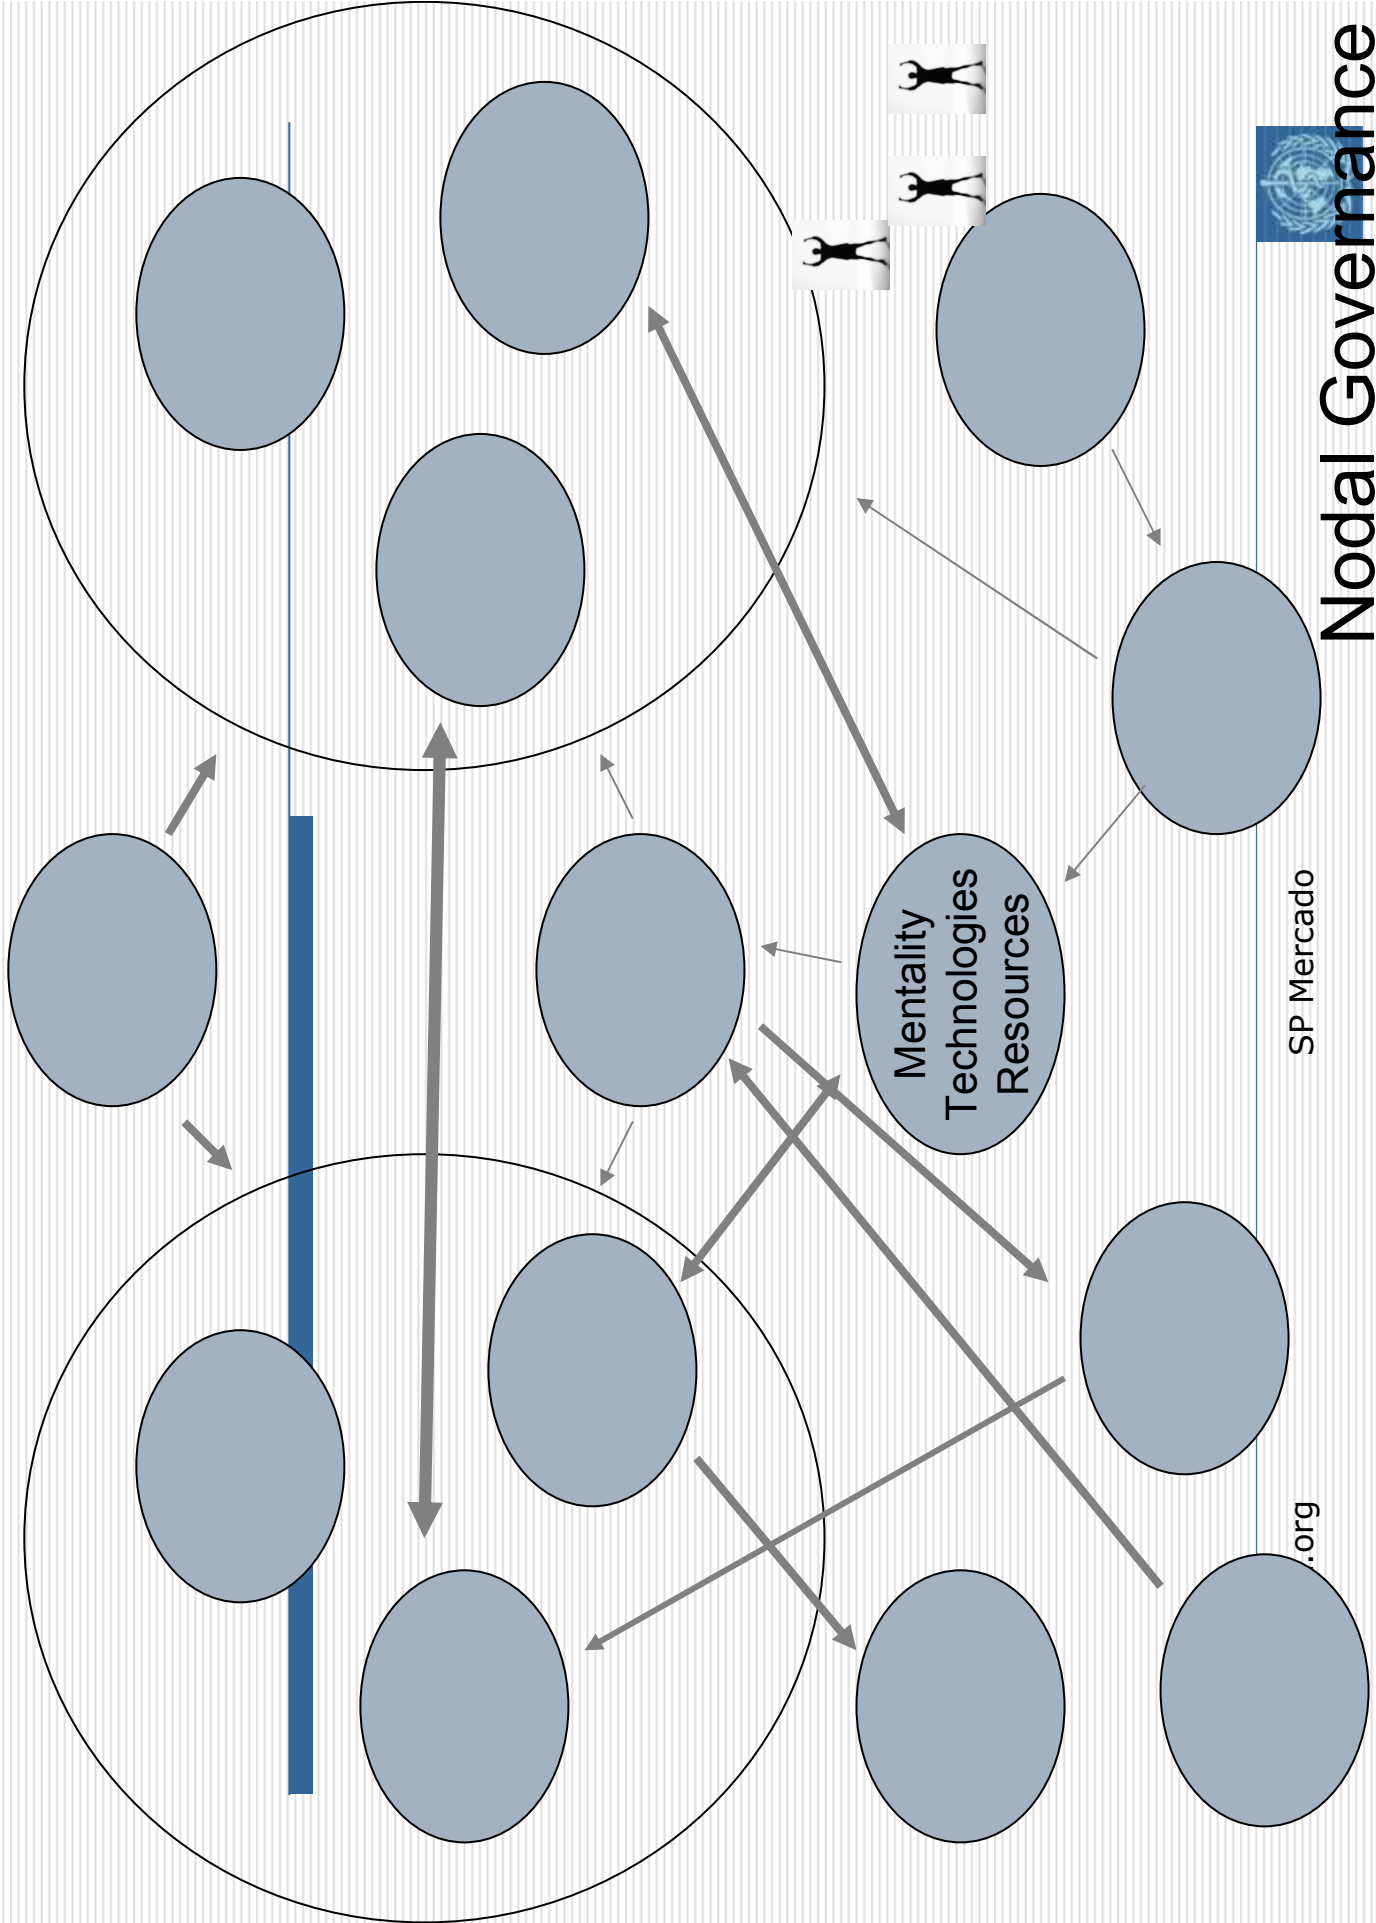 Nodal Governance
Mentality
Technologies
Resources
SP Mercado
.org